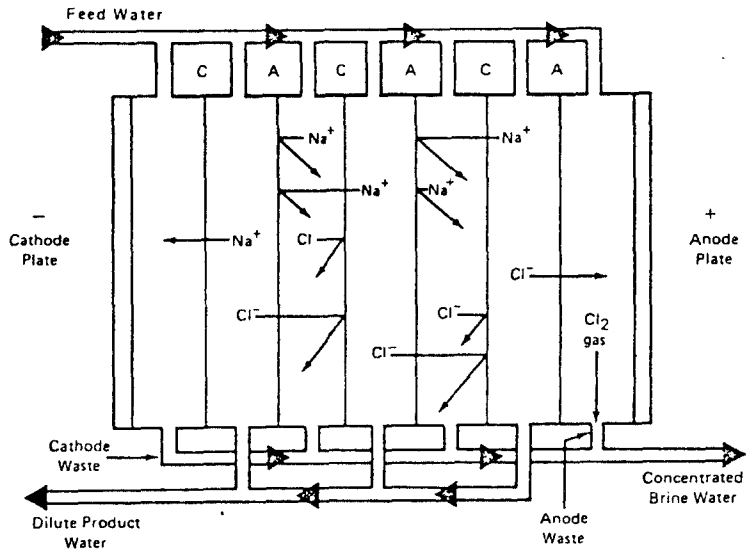 Feed Water
C A C A C A
Na⁺ Na⁺
Na⁺ Na⁺
−
Cathode
Plate
Na⁺ Cl
+
Anode
Plate
Cl⁻
Cl⁻ Cl⁻
Cl⁻
Cl₂
gas
Cathode
Waste
Concentrated
Brine Water
Dilute Product
Water
Anode
Waste